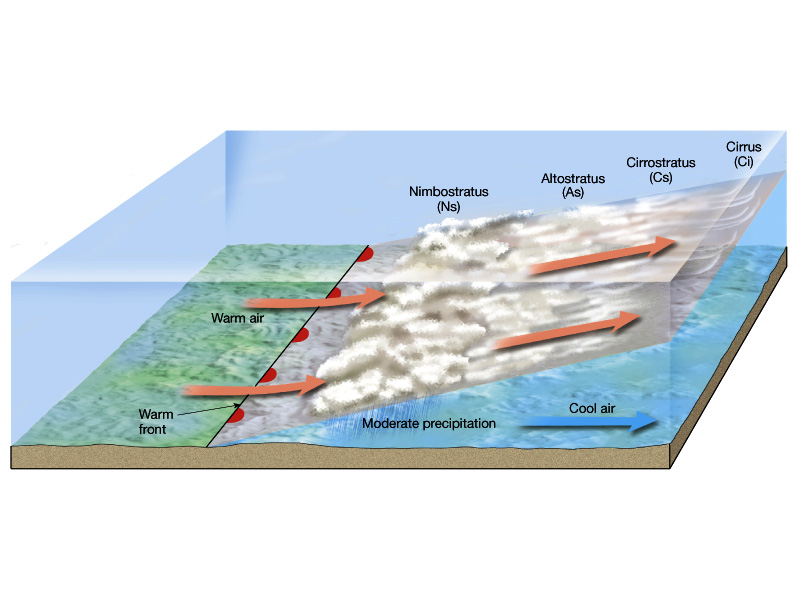 Cirrus
(Ci)
Cirrostratus
(Cs)
Altostratus
(As)
Nimbostratus
(Ns)
Warm air
Warm
front
Moderate precipitation
Cool air